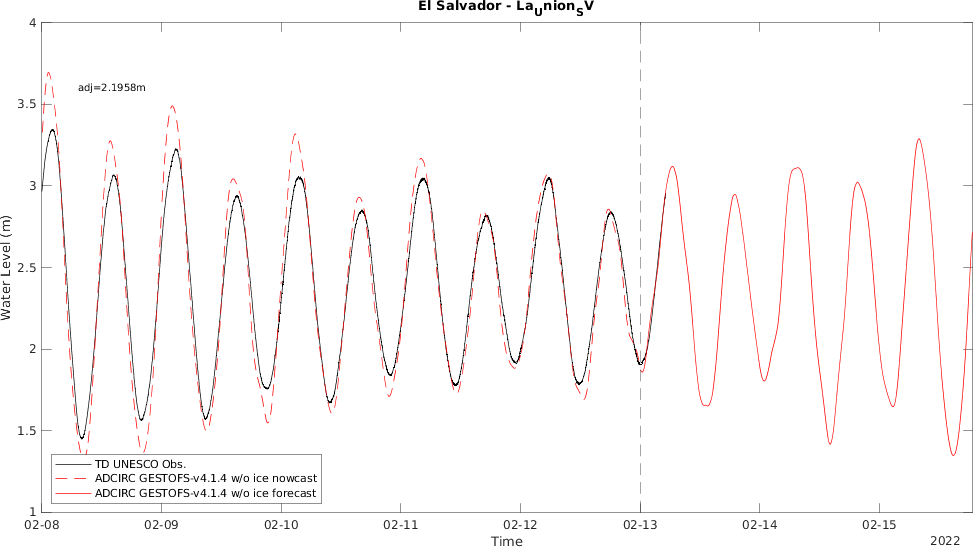 El Salvador - LaUnionSV
4
3.5
3
2.5
2
1.5
1
Water Level (m)
adj=2.1958m
TD UNESCO Obs.
ADCIRC GESTOFS-v4.1.4 w/o ice nowcast
ADCIRC GESTOFS-v4.1.4 w/o ice forecast
02-08 02-09 02-10 02-11 02-12 02-13 02-14 02-15
Time
2022